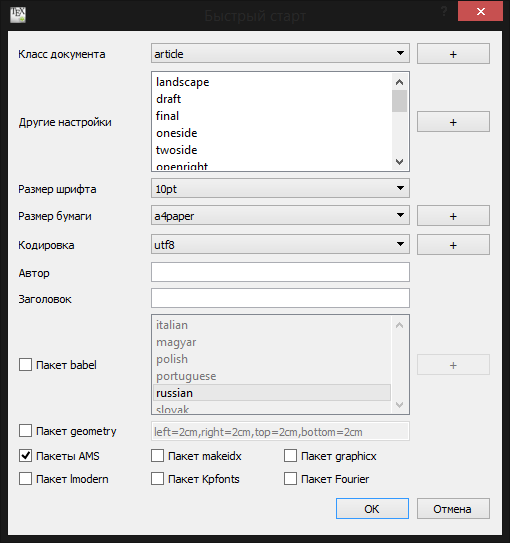 TEX
Быстрый старт
?
Класс документа article +
Другие настройки landscape +
draft
final
oneside
twoside
openright
Размер шрифта 10pt
Размер бумаги a4paper +
Кодировка utf8 +
Автор
Заголовок
Пакет babel italian +
magyar
polish
portuguese
russian
slovak
Пакет geometry left=2cm,right=2cm,top=2cm,bottom=2cm
Пакеты AMS Пакет makeidx Пакет graphicx
Пакет lmodern Пакет Kpfonts Пакет Fourier
OK Отмена